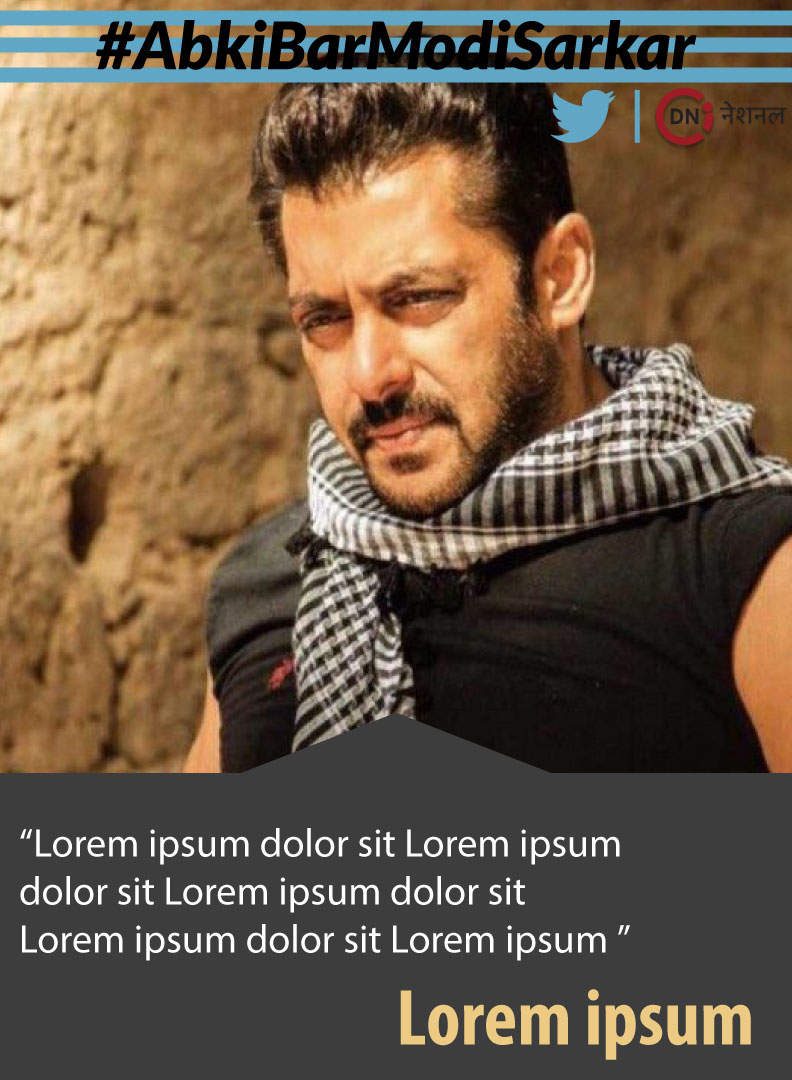 #AbkiBarModiSarkar
DNi नेशनल
“Lorem ipsum dolor sit Lorem ipsum
dolor sit Lorem ipsum dolor sit
Lorem ipsum dolor sit Lorem ipsum ”
Lorem ipsum